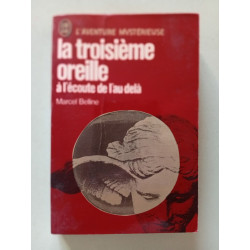 L'AVENTURE MYSTÉRIEUSE
la troisième
oreille
à l'écoute de l'au delà
Marcel Belline